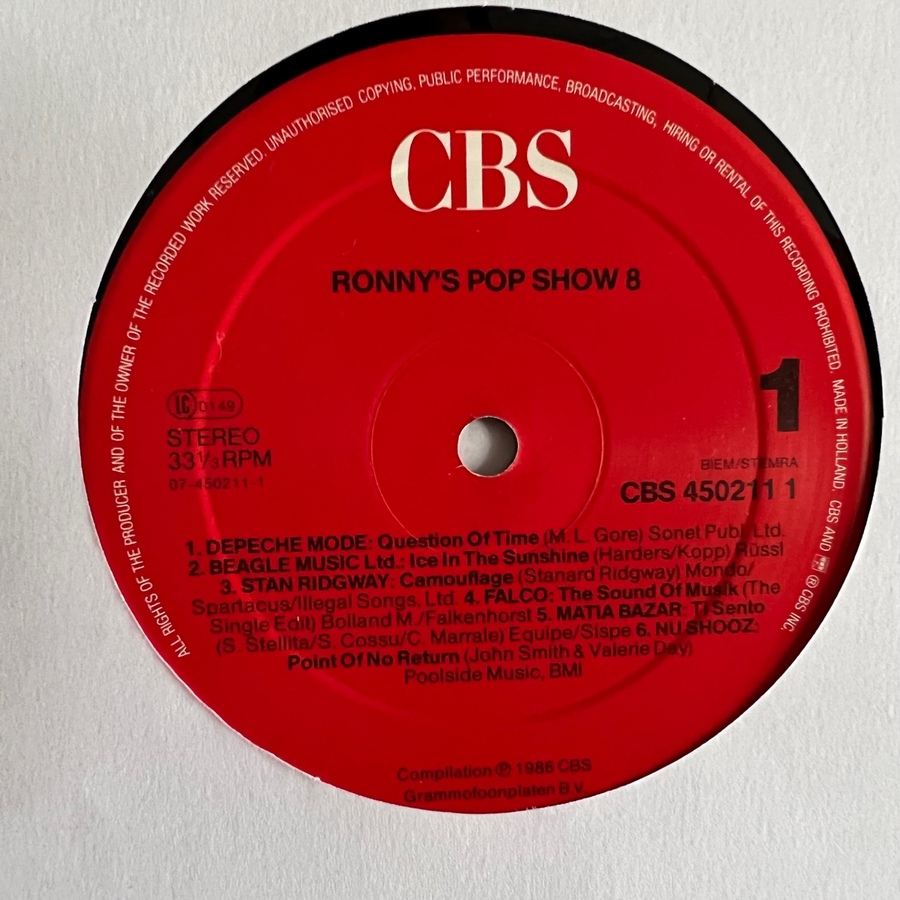 ALL RIGHTS OF THE PRODUCER AND OF THE OWNER OF THE RECORDED WORK RESERVED. UNAUTHORISED COPYING, PUBLIC PERFORMANCE, BROADCASTING, HIRING OR RENTAL OF THIS RECORDING PROHIBITED. MADE IN HOLLAND. CBS AND ® CBS INC.
CBS
RONNY'S POP SHOW 8
1
LC 0149
STEREO
33⅓ RPM
07-450211-1
BIEM/STEMRA
CBS 450211 1
1. DEPECHE MODE: Question Of Time (M. L. Gore) Sonet Publ. Ltd.
2. BEAGLE MUSIC Ltd.: Ice In The Sunshine (Harders/Kopp) Rüssl
3. STAN RIDGWAY: Camouflage (Stanard Ridgway) Mondo/
Spartacus/Illegal Songs, Ltd. 4. FALCO: The Sound Of Musik (The
Single Edit) Bolland M./Falkenhorst 5. MATIA BAZAR: Ti Sento
(S. Stellita/S. Cossu/C. Marrale) Equipe/Sispe 6. NU SHOOZ:
Point Of No Return (John Smith & Valerie Day)
Poolside Music, BMI
Compilation ℗ 1986 CBS
Grammofoonplaten B.V.